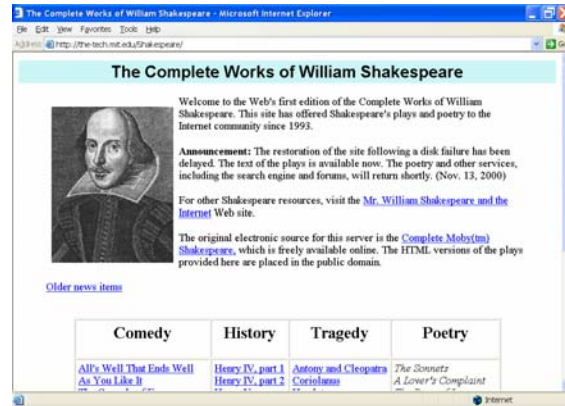 The Complete Works of William Shakespeare - Microsoft Internet Explorer
File Edit View Favorites Tools Help
Address http://the-tech.mit.edu/Shakespeare/
The Complete Works of William Shakespeare
Welcome to the Web's first edition of the Complete Works of William
Shakespeare. This site has offered Shakespeare's plays and poetry to the
Internet community since 1993.
Announcement: The restoration of the site following a disk failure has been
delayed. The text of the plays is available now. The poetry and other services,
including the search engine and forums, will return shortly. (Nov. 13, 2000)
For other Shakespeare resources, visit the Mr. William Shakespeare and the
Internet Web site.
The original electronic source for this server is the Complete Moby(tm)
Shakespeare, which is freely available online. The HTML versions of the plays
provided here are placed in the public domain.
Older news items
Comedy History Tragedy Poetry
All's Well That Ends Well Henry IV, part 1 Antony and Cleopatra The Sonnets
As You Like It Henry IV, part 2 Coriolanus A Lover's Complaint
Internet